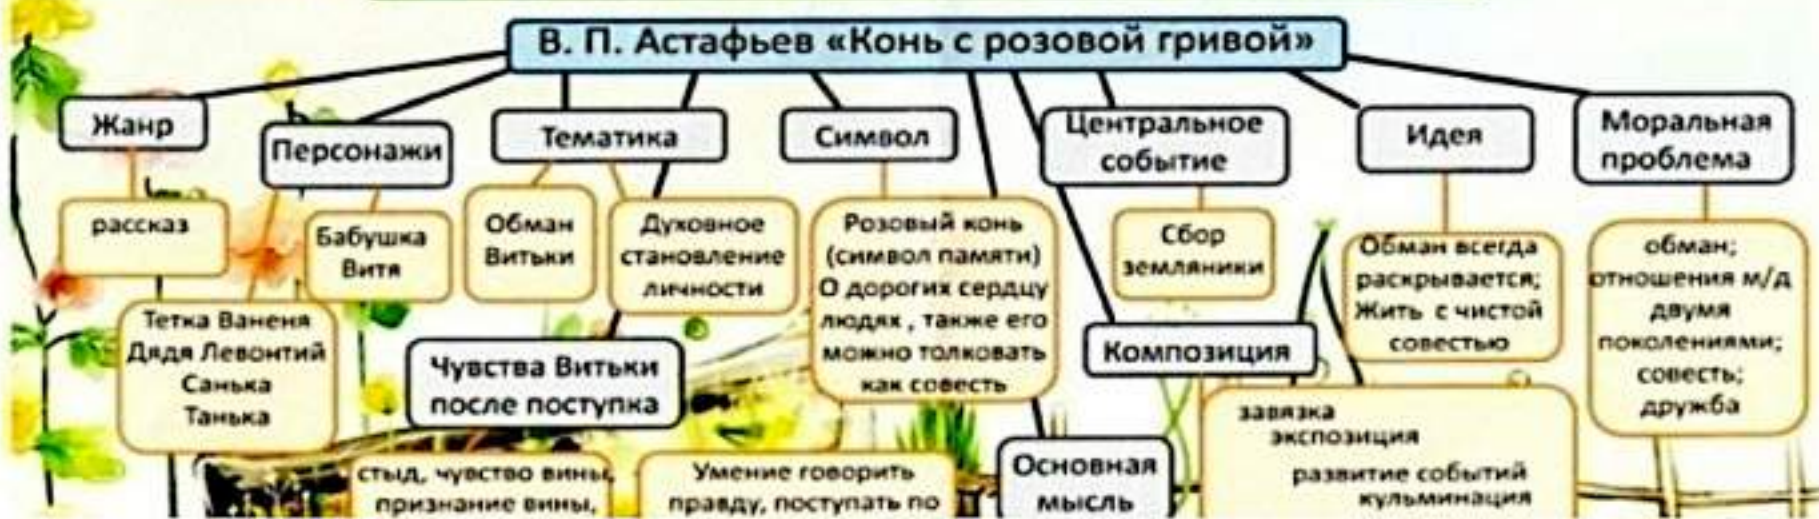 В. П. Астафьев «Конь с розовой гривой»
Жанр
рассказ
Персонажи
Бабушка
Витя
Тетка Ваненя
Дядя Левонтий
Санька
Танька
Тематика
Обман
Витьки
Духовное
становление
личности
Чувства Витьки
после поступка
стыд, чувство вины,
признание вины,
Символ
Розовый конь
(символ памяти)
О дорогих сердцу
людях , также его
можно толковать
как совесть
Умение говорить
правду, поступать по
Основная
мысль
Центральное
событие
Сбор
земляники
Композиция
завязка
экспозиция
развитие событий
кульминация
Идея
Обман всегда
раскрывается;
Жить с чистой
совестью
Моральная
проблема
обман;
отношения м/д
двумя
поколениями;
совесть;
дружба